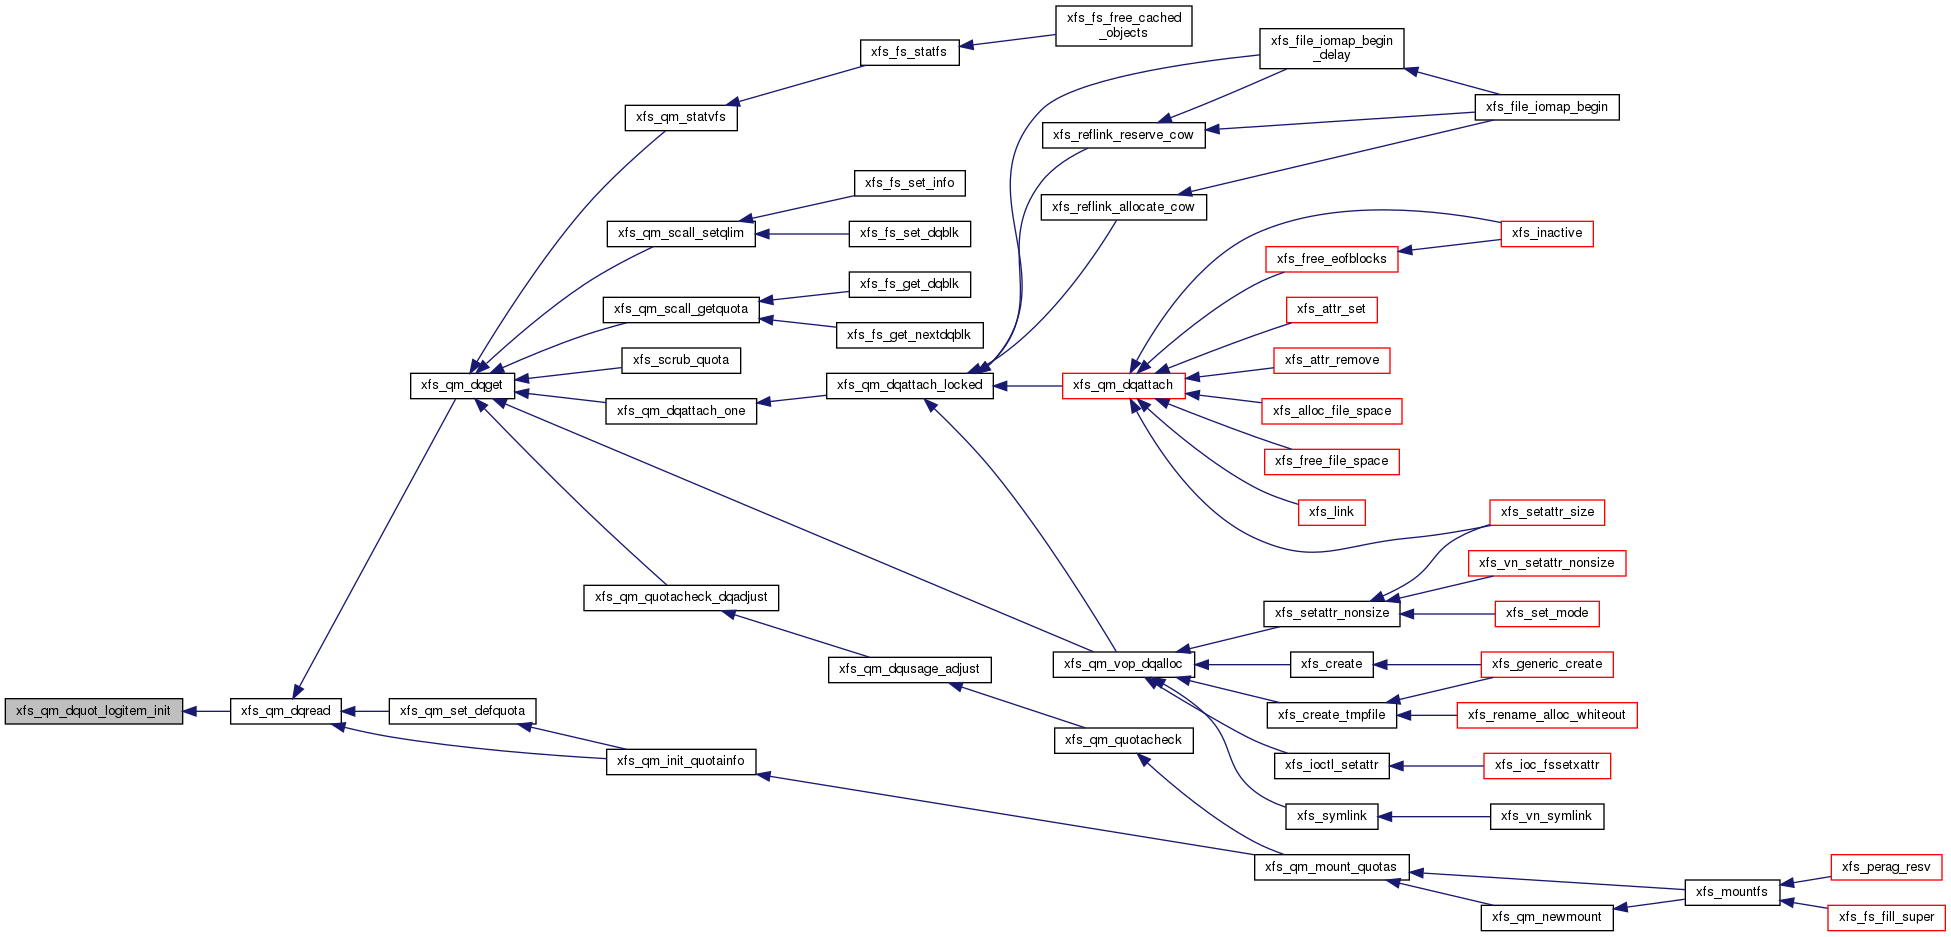 xfs_fs_free_cached
_objects
xfs_fs_statfs
xfs_file_iomap_begin
_delay
xfs_qm_statvfs
xfs_file_iomap_begin
xfs_reflink_reserve_cow
xfs_fs_set_info
xfs_reflink_allocate_cow
xfs_qm_scall_setqlim
xfs_fs_set_dqblk
xfs_inactive
xfs_free_eofblocks
xfs_fs_get_dqblk
xfs_qm_scall_getquota
xfs_attr_set
xfs_fs_get_nextdqblk
xfs_scrub_quota
xfs_attr_remove
xfs_qm_dqget
xfs_qm_dqattach_locked
xfs_qm_dqattach
xfs_qm_dqattach_one
xfs_alloc_file_space
xfs_free_file_space
xfs_link
xfs_setattr_size
xfs_vn_setattr_nonsize
xfs_qm_quotacheck_dqadjust
xfs_setattr_nonsize
xfs_set_mode
xfs_qm_dqusage_adjust
xfs_qm_vop_dqalloc
xfs_create
xfs_generic_create
xfs_qm_dquot_logitem_init
xfs_qm_dqread
xfs_qm_set_defquota
xfs_create_tmpfile
xfs_rename_alloc_whiteout
xfs_qm_quotacheck
xfs_qm_init_quotainfo
xfs_ioctl_setattr
xfs_ioc_fssetxattr
xfs_symlink
xfs_vn_symlink
xfs_qm_mount_quotas
xfs_perag_resv
xfs_mountfs
xfs_qm_newmount
xfs_fs_fill_super